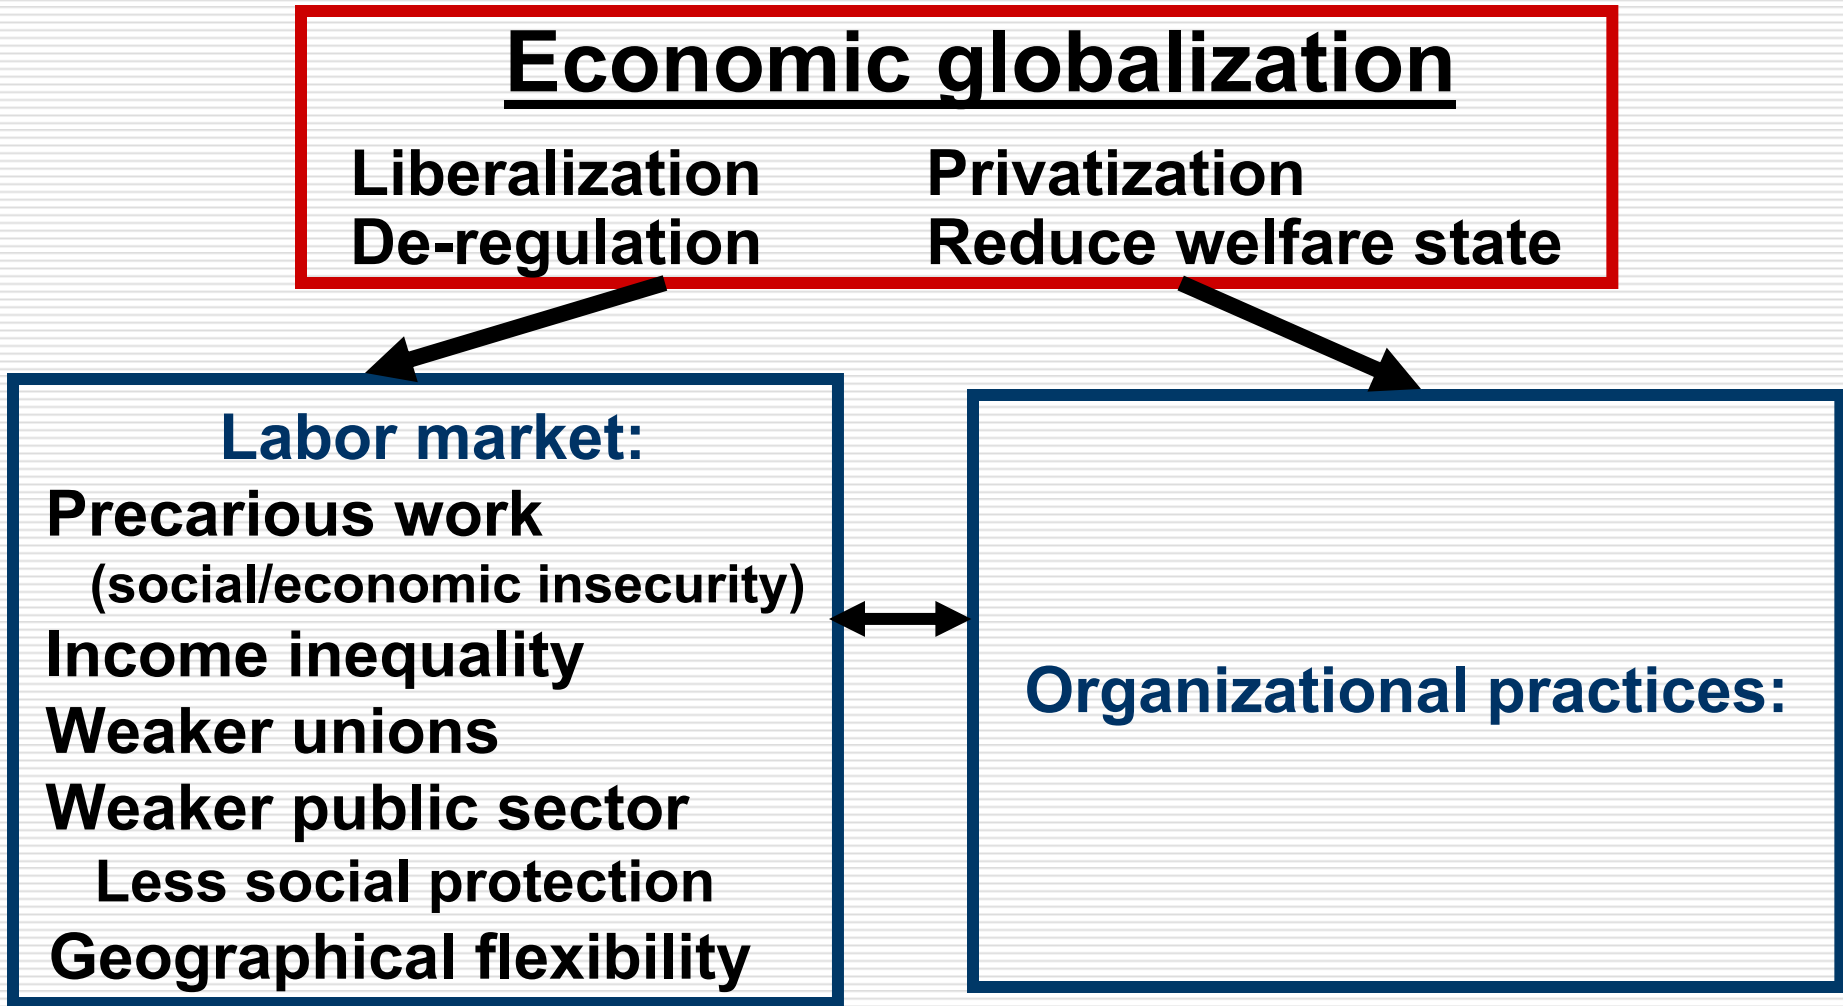 Economic globalization
Liberalization Privatization
De-regulation Reduce welfare state
Labor market:
Precarious work
(social/economic insecurity)
Income inequality
Weaker unions
Weaker public sector
Less social protection
Geographical flexibility
Organizational practices: